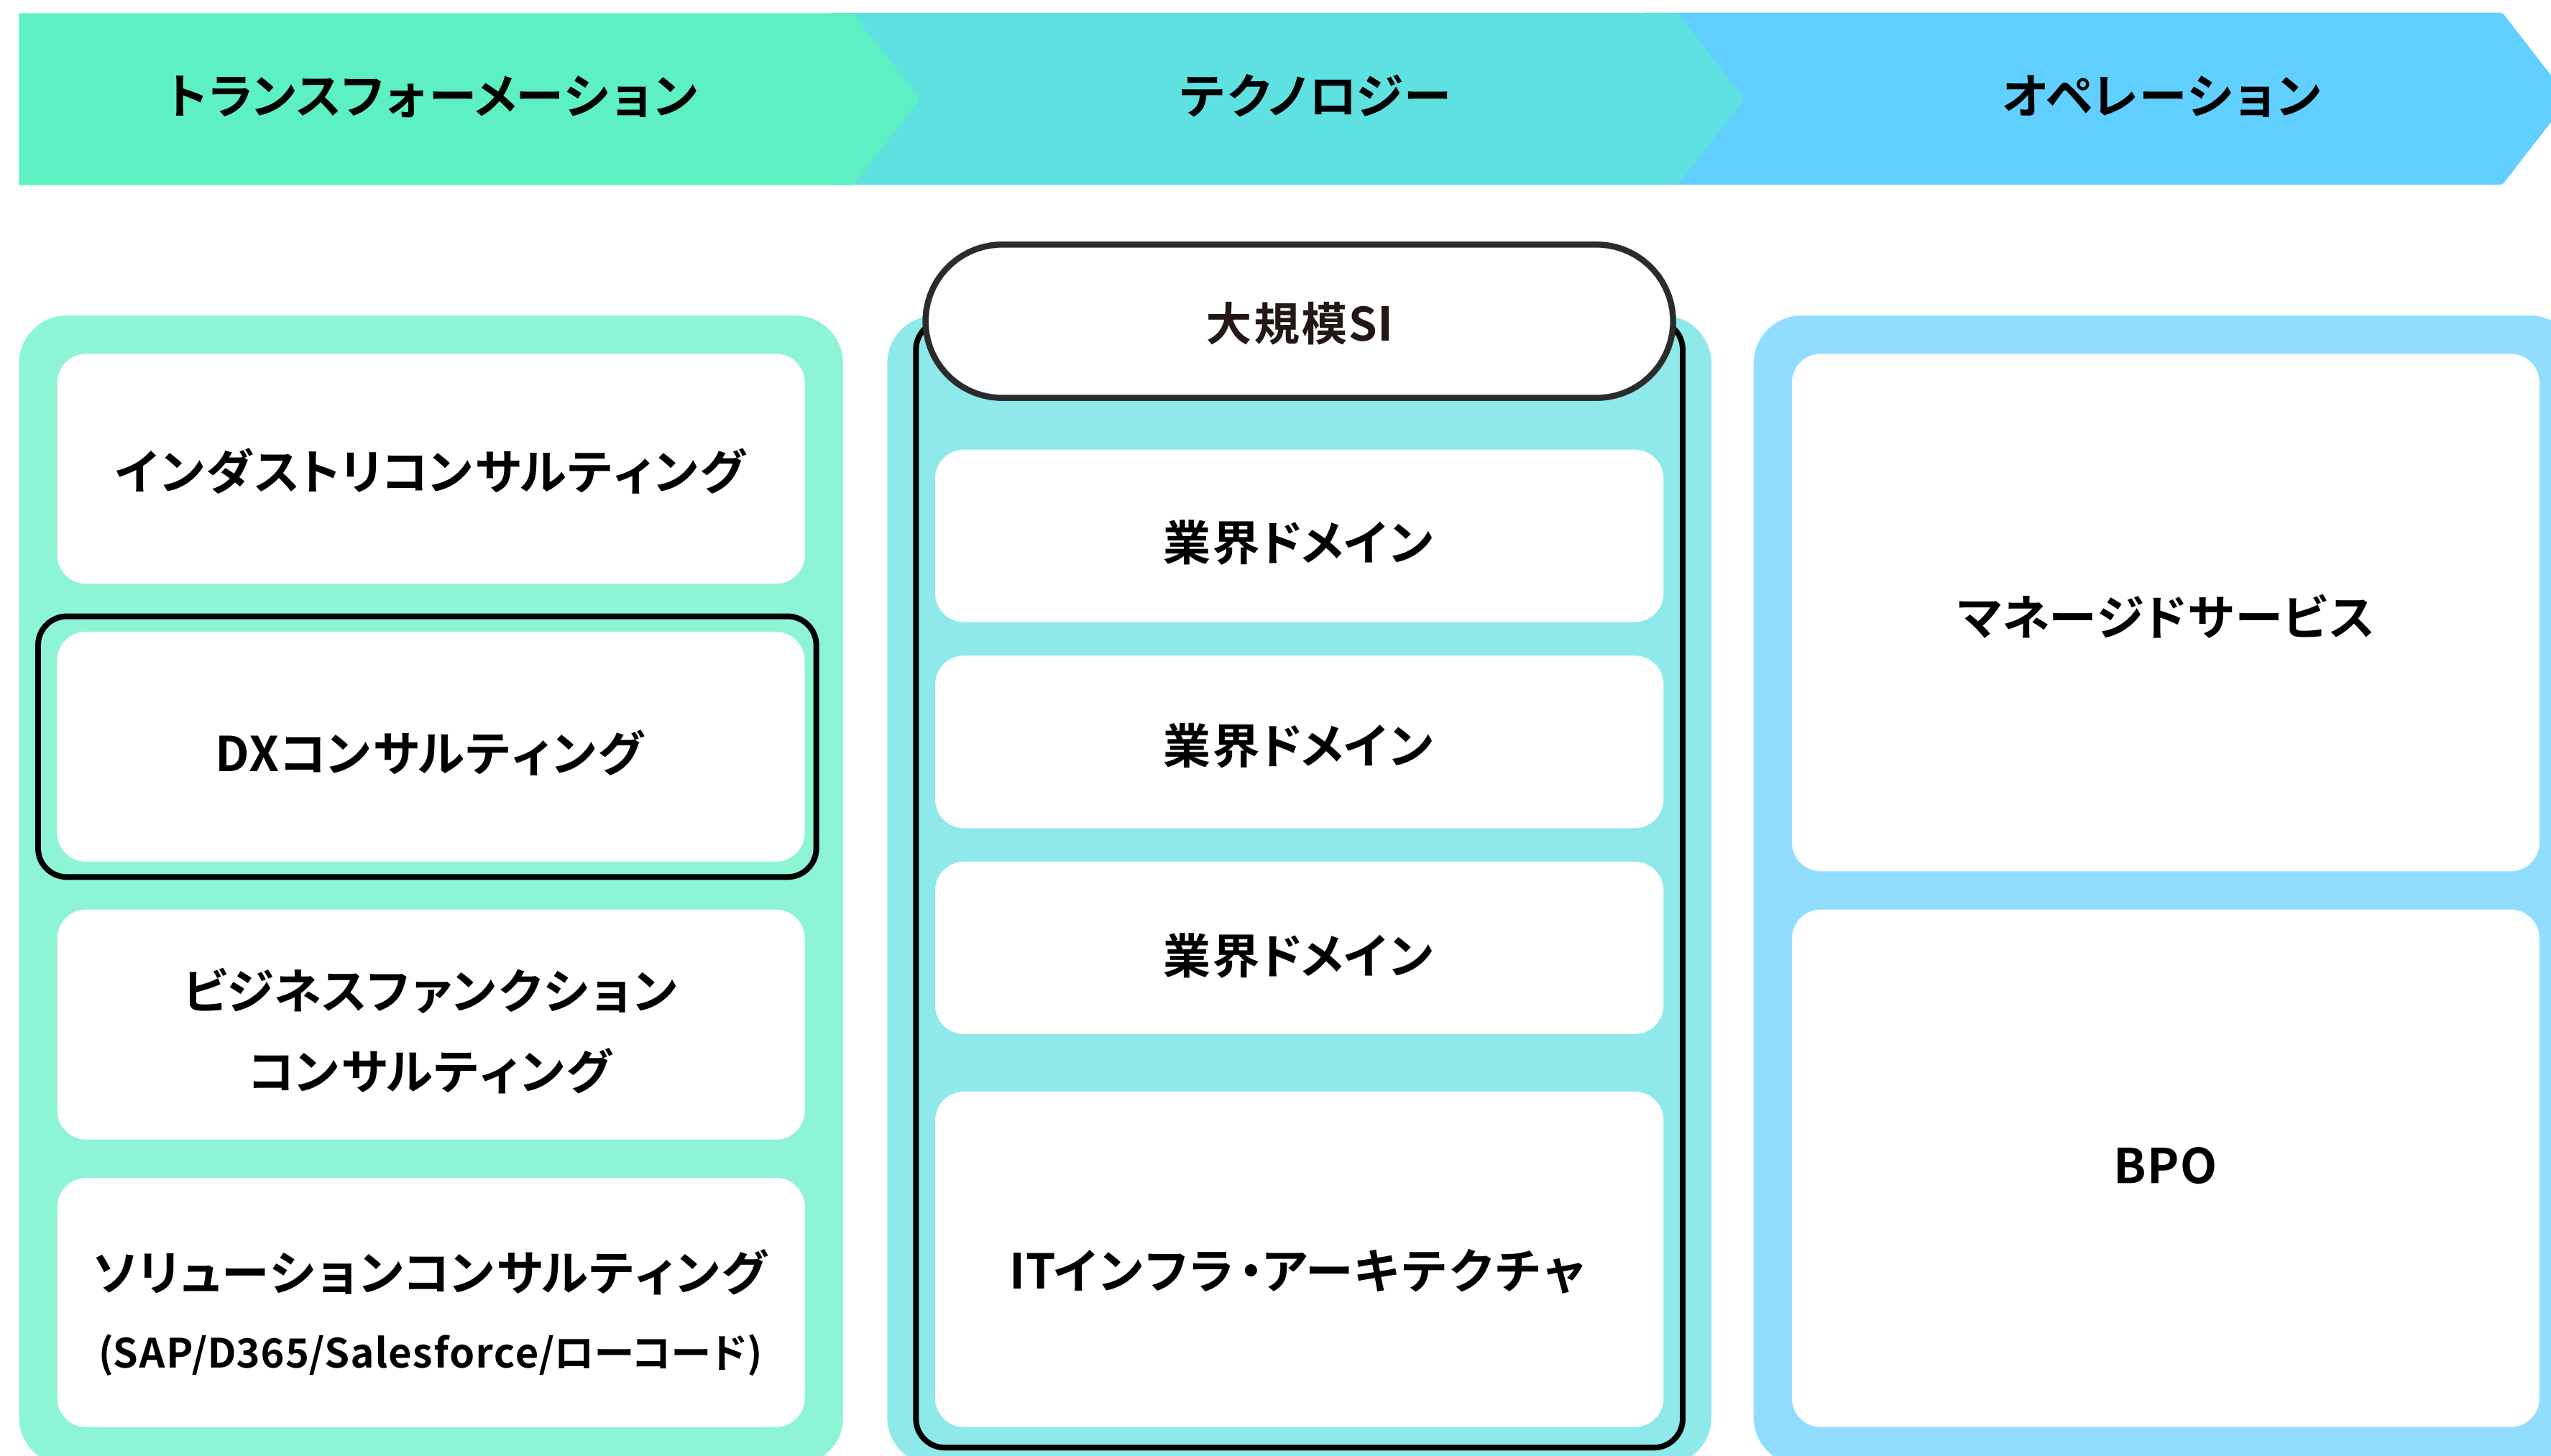 トランスフォーメーション
テクノロジー
オペレーション
インダストリコンサルティング
DXコンサルティング
ビジネスファンクション
コンサルティング
ソリューションコンサルティング
(SAP/D365/Salesforce/ローコード)
大規模SI
業界ドメイン
業界ドメイン
業界ドメイン
ITインフラ・アーキテクチャ
マネージドサービス
BPO